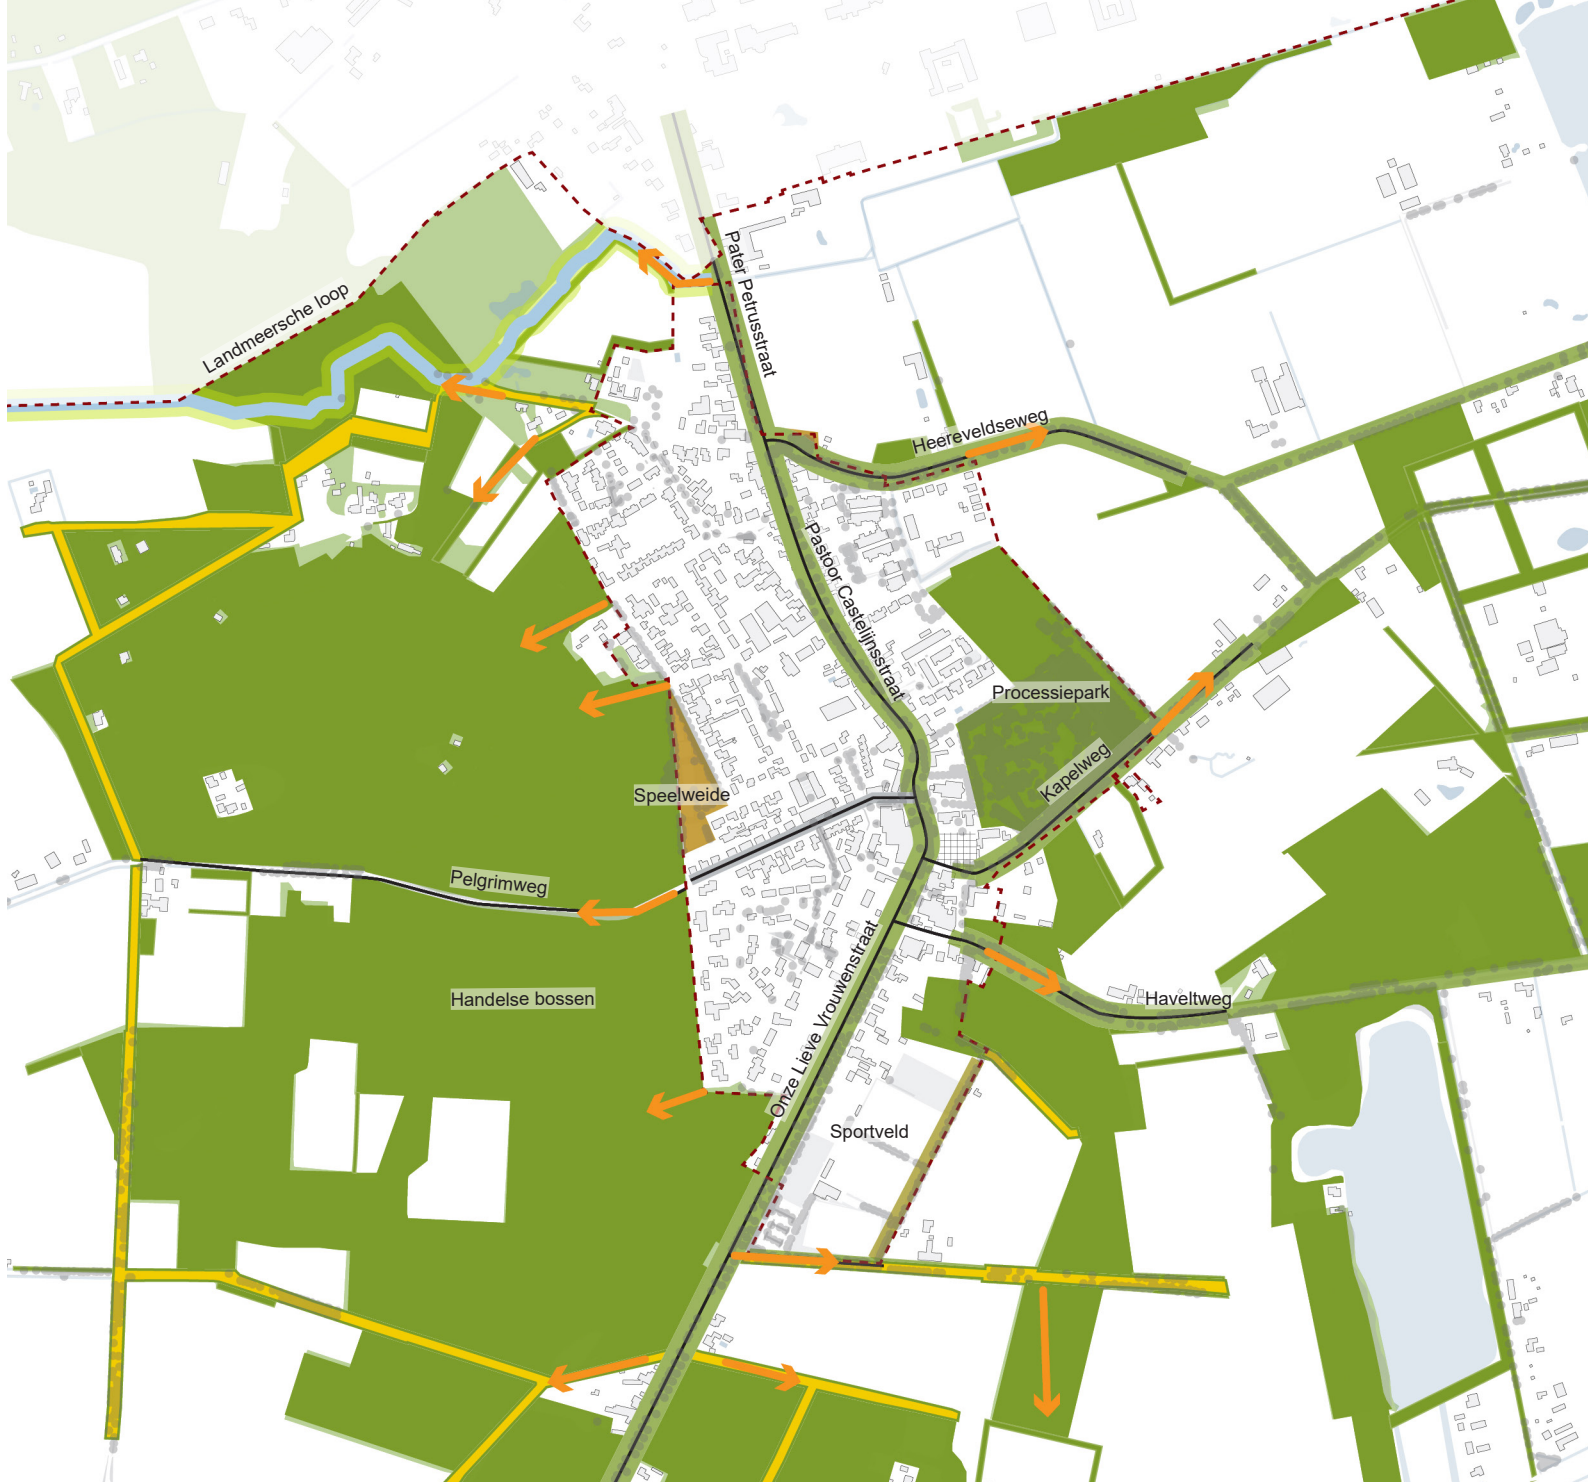 Landmeersche loop
Pater Petrusstraat
Heereveldseweg
Pastoor Castelijnsstraat
Processiepark
Kapelweg
Speelweide
Pelgrimweg
Handelse bossen
Onze Lieve Vrouwenstraat
Haveltweg
Sportveld